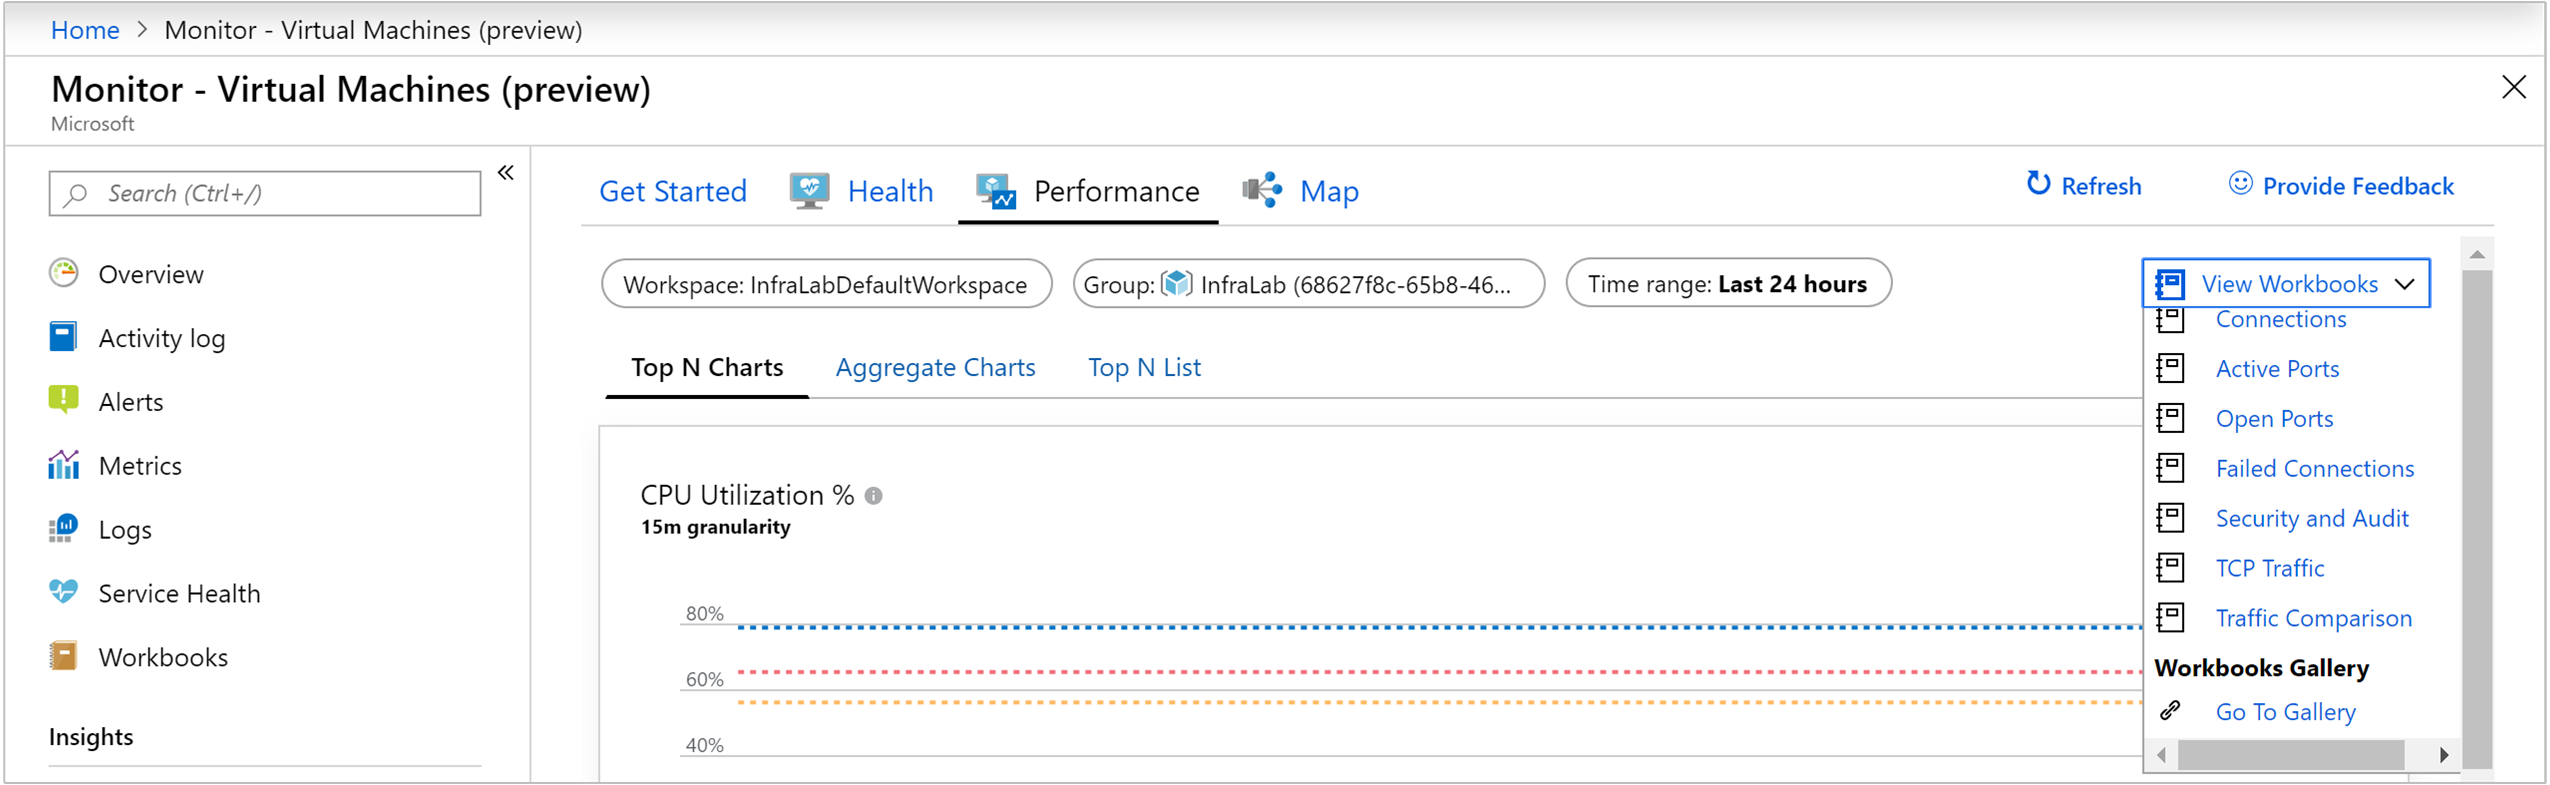 Home > Monitor - Virtual Machines (preview)
Monitor - Virtual Machines (preview)
Microsoft
Search (Ctrl+/)
Overview
Activity log
Alerts
Metrics
Logs
Service Health
Workbooks
Insights
Get Started Health Performance Map
Refresh Provide Feedback
Workspace: InfraLabDefaultWorkspace Group: InfraLab (68627f8c-65b8-46... Time range: Last 24 hours
Top N Charts Aggregate Charts Top N List
CPU Utilization %
15m granularity
80%
60%
40%
View Workbooks
Connections
Active Ports
Open Ports
Failed Connections
Security and Audit
TCP Traffic
Traffic Comparison
Workbooks Gallery
Go To Gallery